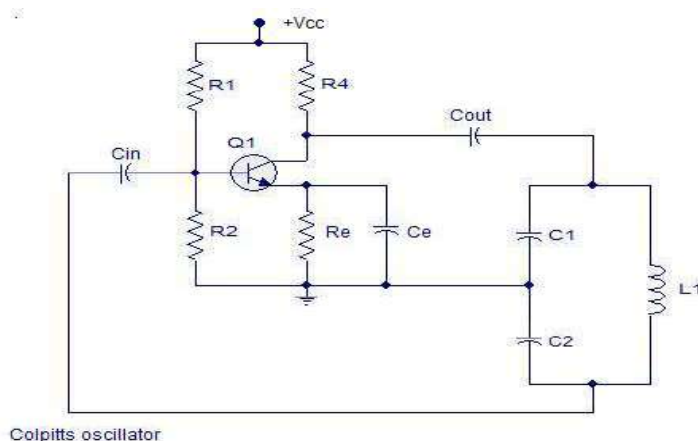 +Vcc
R1
R4
Cout
Cin
Q1
R2
Re
Ce
C1
L1
C2
Colpitts oscillator